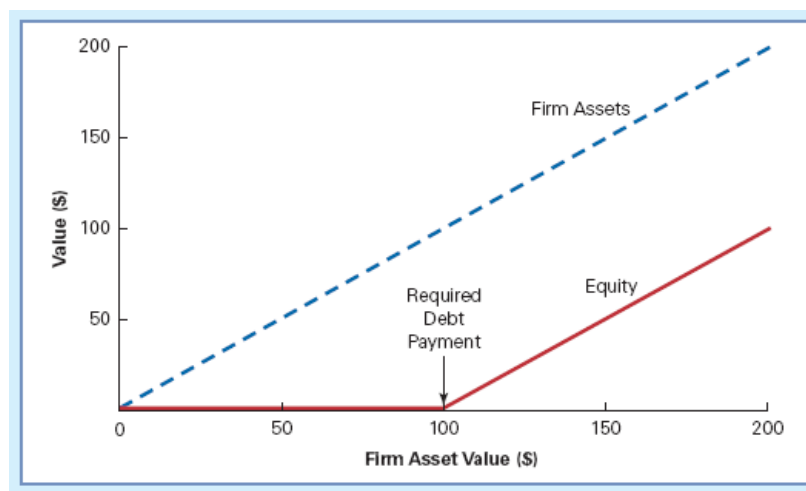 200
Firm Assets
150
Value ($)
100
Required
Debt
Payment
Equity
50
0
50
100
150
200
Firm Asset Value ($)